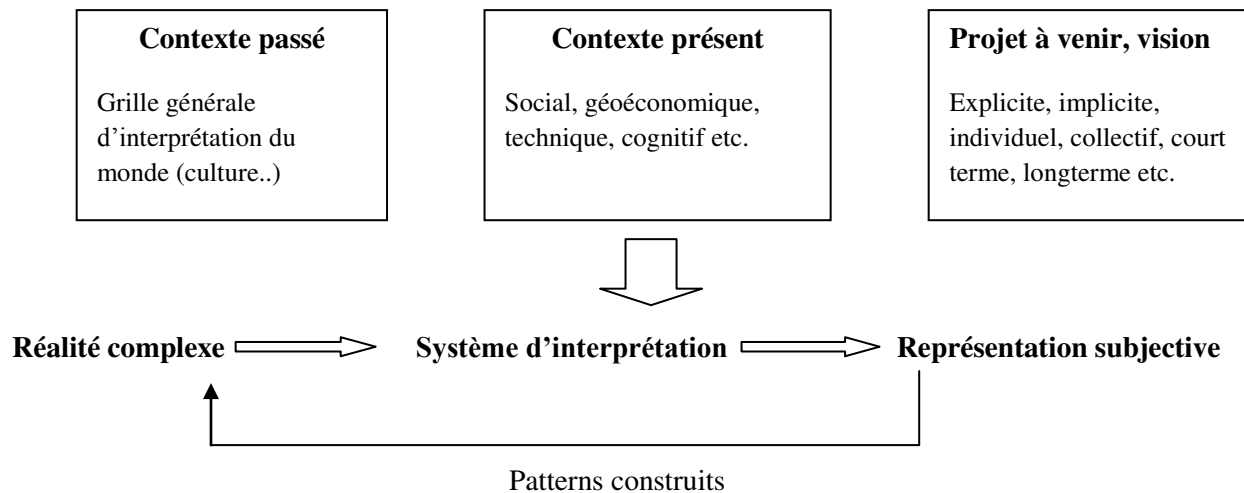 Contexte passé
Grille générale
d’interprétation du
monde (culture..)
Contexte présent
Social, géoéconomique,
technique, cognitif etc.
Projet à venir, vision
Explicite, implicite,
individuel, collectif, court
terme, longterme etc.
Réalité complexe
Système d’interprétation
Représentation subjective
Patterns construits